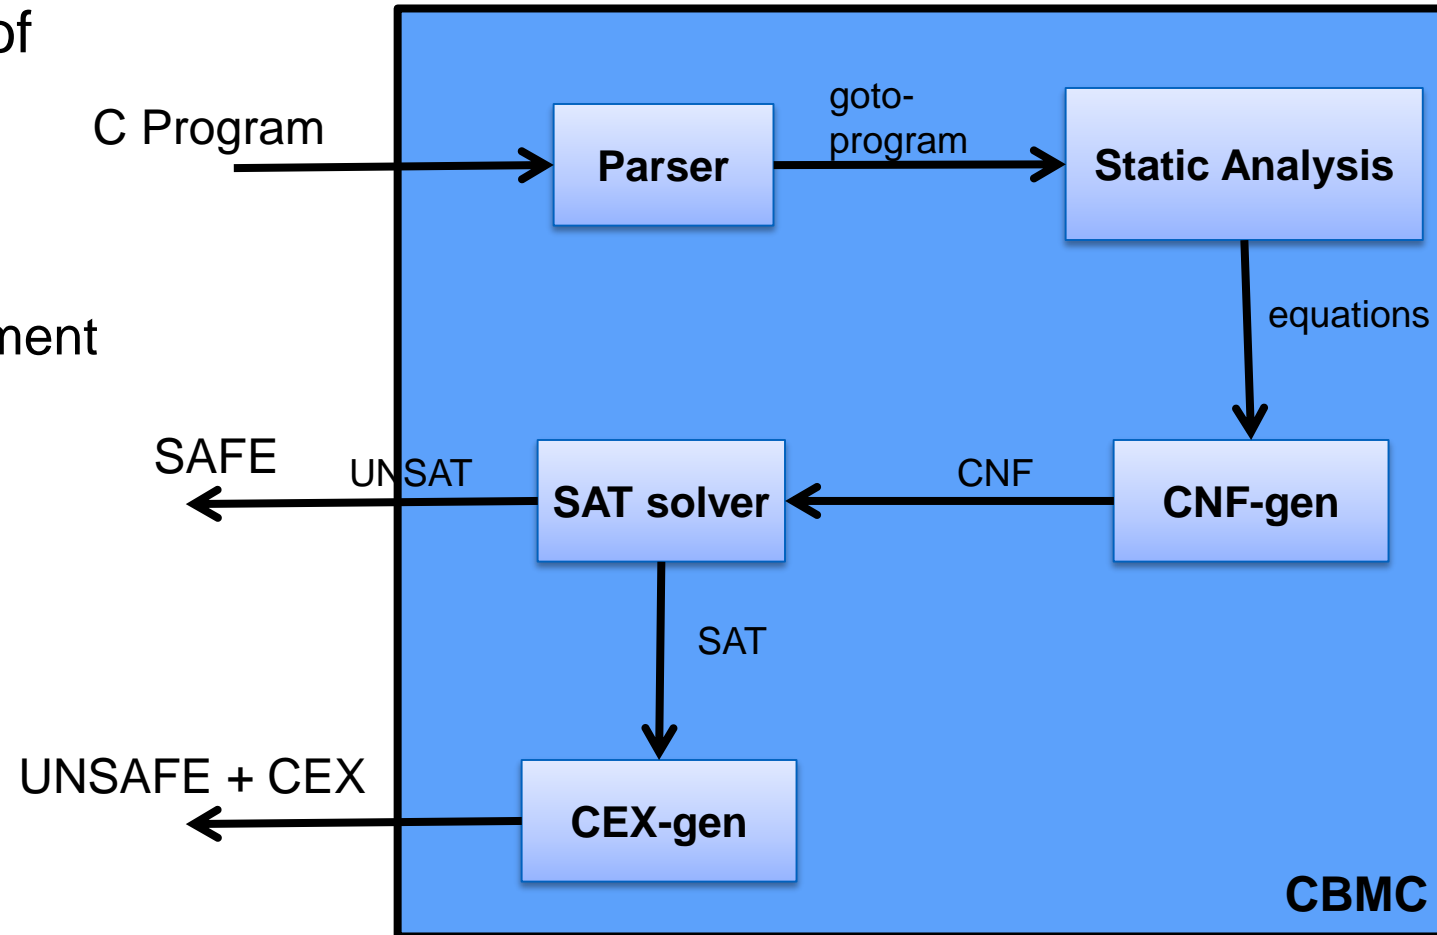 of
C Program
goto-
program
Parser
Static Analysis
equations
ment
SAFE
UNSAT
SAT solver
CNF
CNF-gen
SAT
UNSAFE + CEX
CEX-gen
CBMC